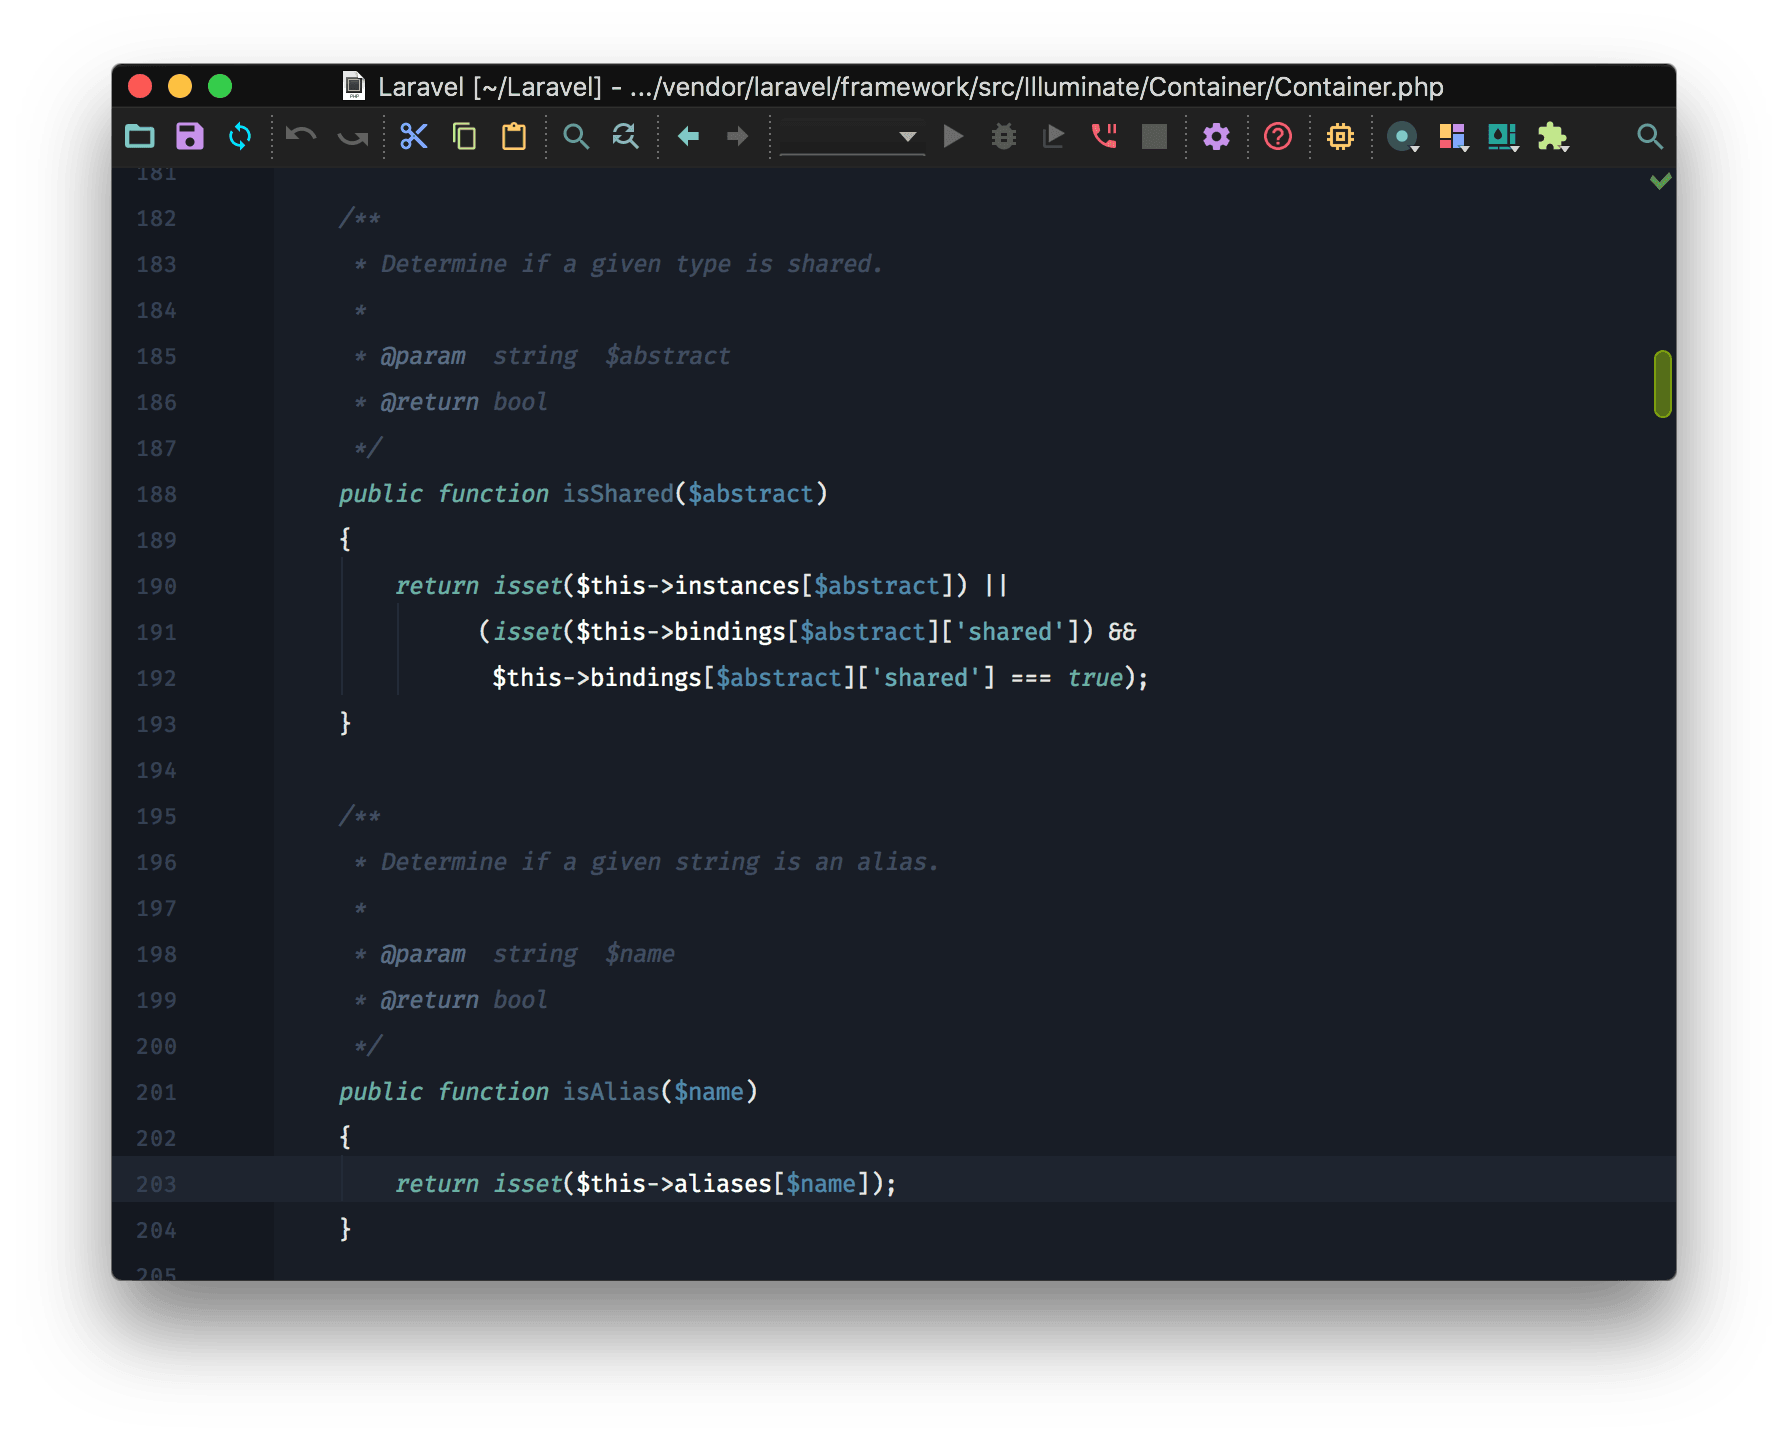 Laravel [~/Laravel] - .../vendor/laravel/framework/src/Illuminate/Container/Container.php
181
182 /**
183 * Determine if a given type is shared.
184 *
185 * @param  string  $abstract
186 * @return bool
187 */
188 public function isShared($abstract)
189 {
190 return isset($this->instances[$abstract]) ||
191 (isset($this->bindings[$abstract]['shared']) &&
192 $this->bindings[$abstract]['shared'] === true);
193 }
194
195 /**
196 * Determine if a given string is an alias.
197 *
198 * @param  string  $name
199 * @return bool
200 */
201 public function isAlias($name)
202 {
203 return isset($this->aliases[$name]);
204 }
205